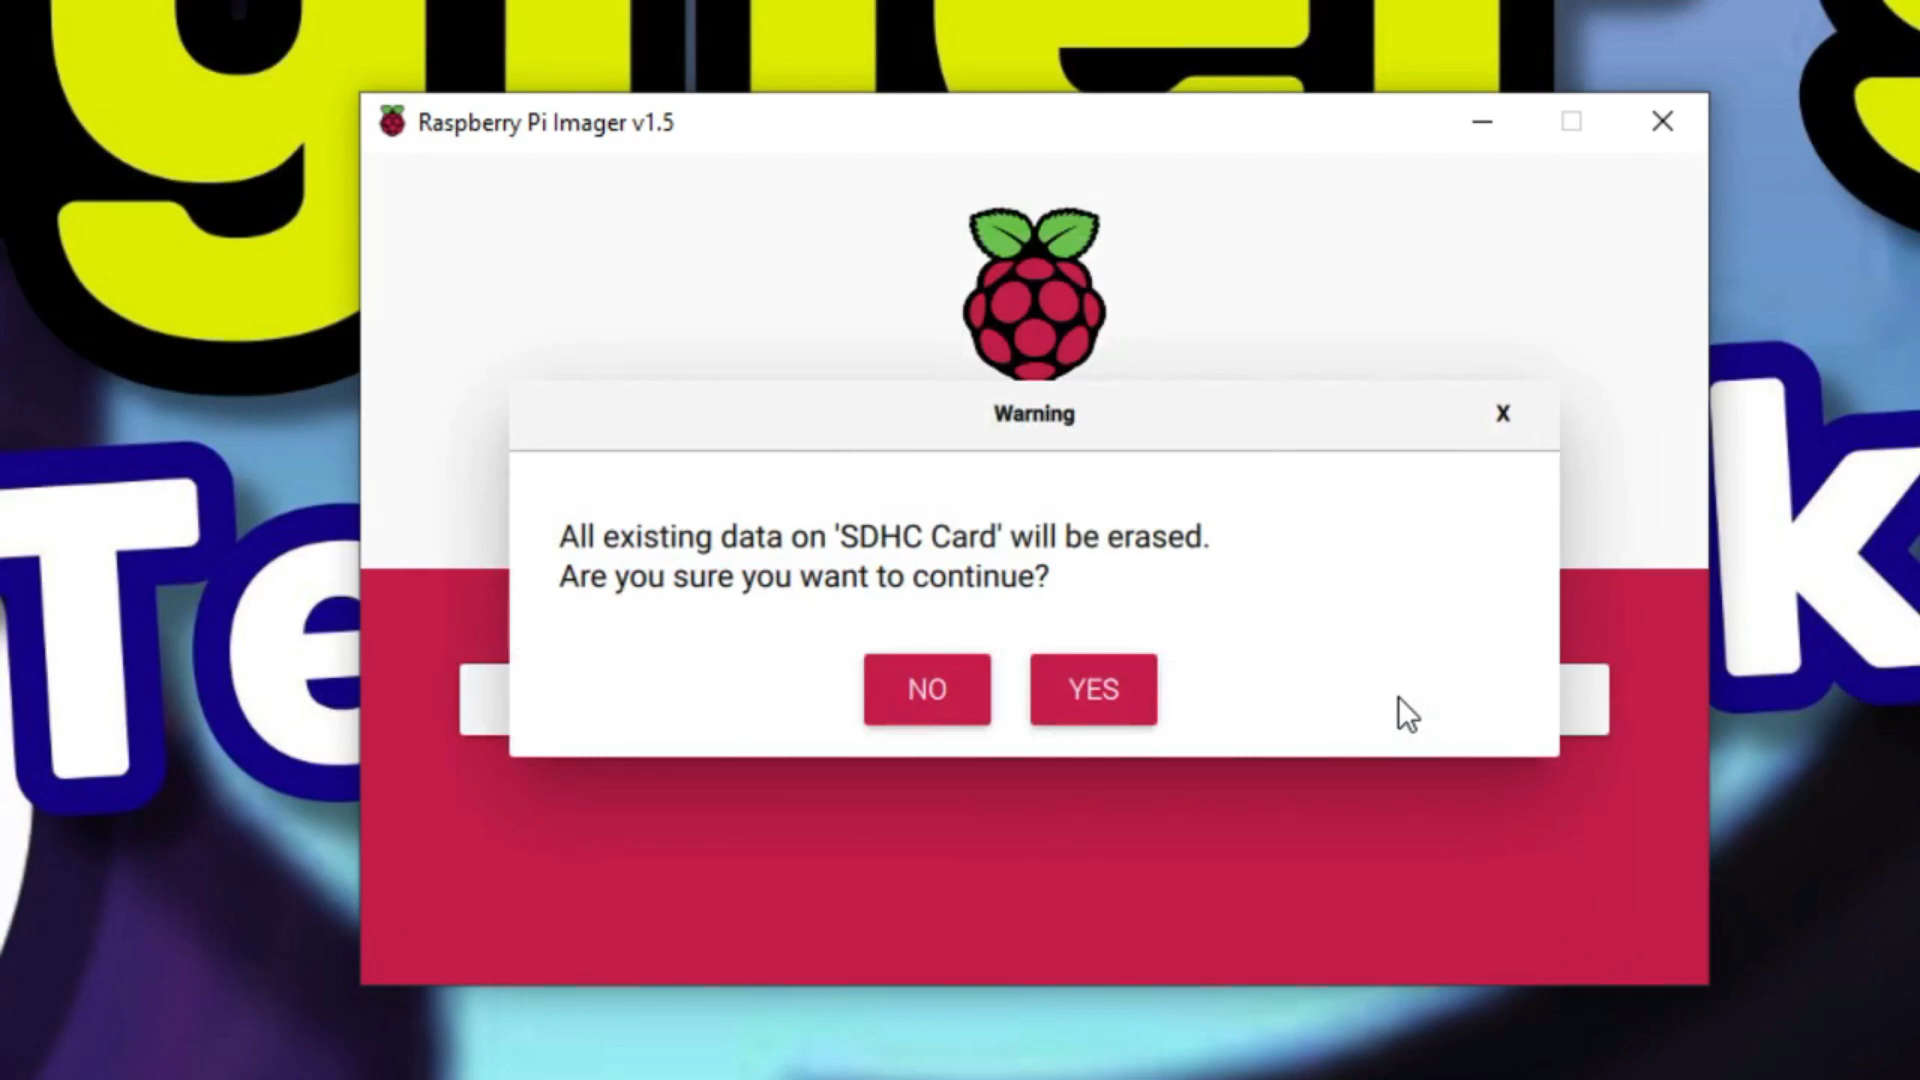 Raspberry Pi Imager v1.5
Warning
X
All existing data on 'SDHC Card' will be erased.
Are you sure you want to continue?
NO
YES